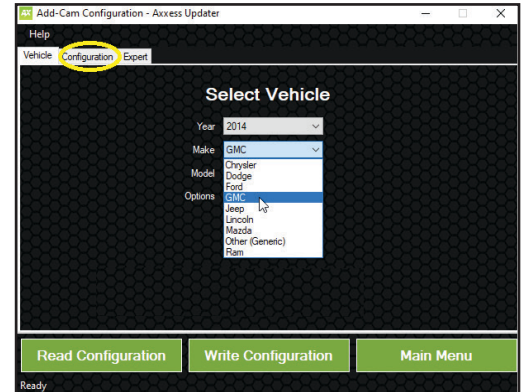 AX Add-Cam Configuration - Axxess Updater
Help
Vehicle Configuration Expert
Select Vehicle
Year 2014
Make GMC
Chrysler
Model Dodge
Ford
Options GMC
Jeep
Lincoln
Mazda
Other (Generic)
Ram
Read Configuration Write Configuration Main Menu
Ready